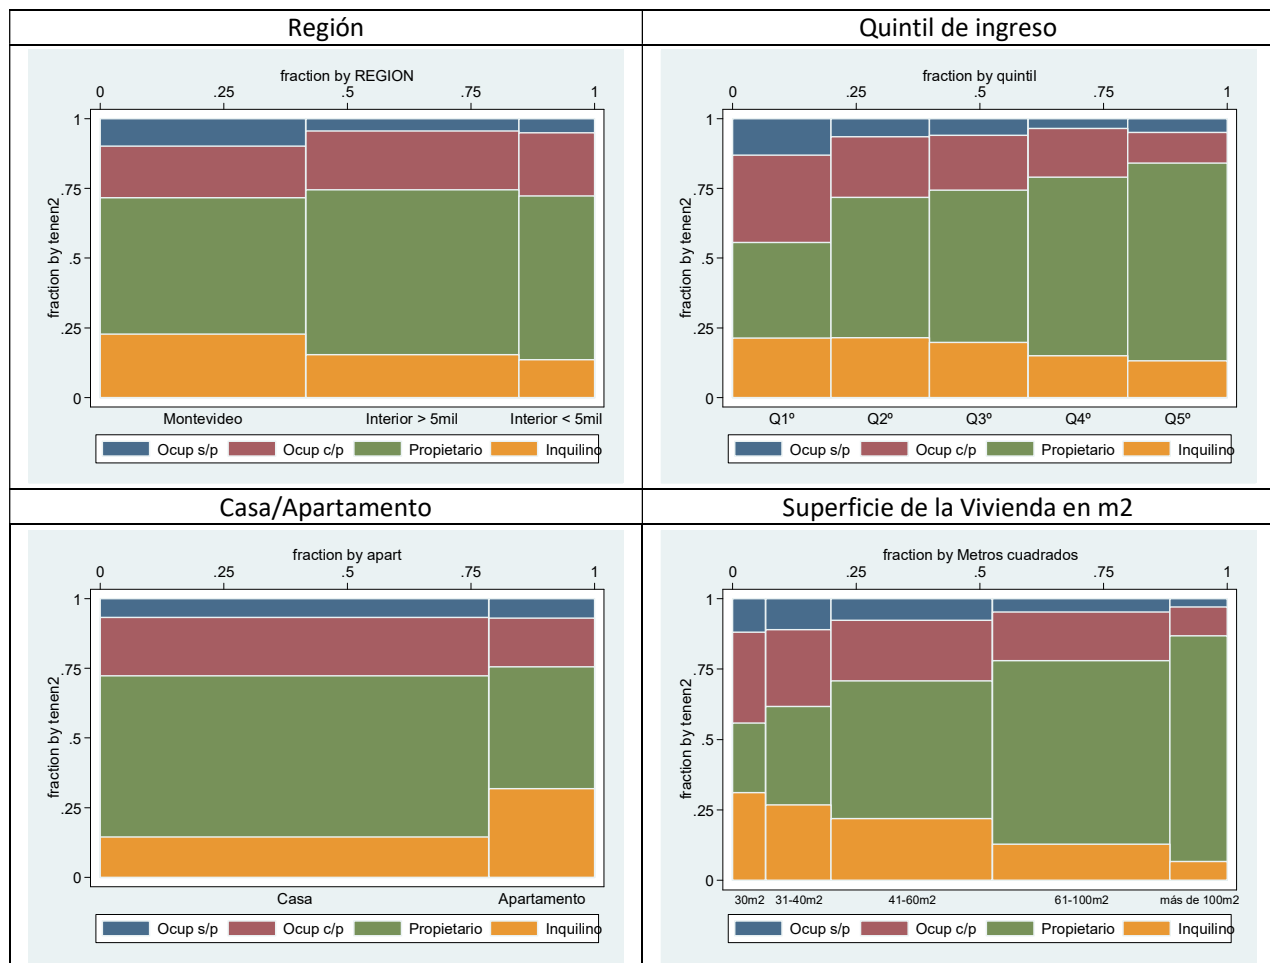 Región
Quintil de ingreso
fraction by REGION
0 .25 .5 .75 1
fraction by tenen2
1
.75
.5
.25
0
Montevideo Interior > 5mil Interior < 5mil
Ocup s/p Ocup c/p Propietario Inquilino
fraction by quintil
0 .25 .5 .75 1
fraction by tenen2
1
.75
.5
.25
0
Q1º Q2º Q3º Q4º Q5º
Ocup s/p Ocup c/p Propietario Inquilino
Casa/Apartamento
Superficie de la Vivienda en m2
fraction by apart
0 .25 .5 .75 1
fraction by tenen2
1
.75
.5
.25
0
Casa Apartamento
Ocup s/p Ocup c/p Propietario Inquilino
fraction by Metros cuadrados
0 .25 .5 .75 1
fraction by tenen2
1
.75
.5
.25
0
30m2 31-40m2 41-60m2 61-100m2 más de 100m2
Ocup s/p Ocup c/p Propietario Inquilino